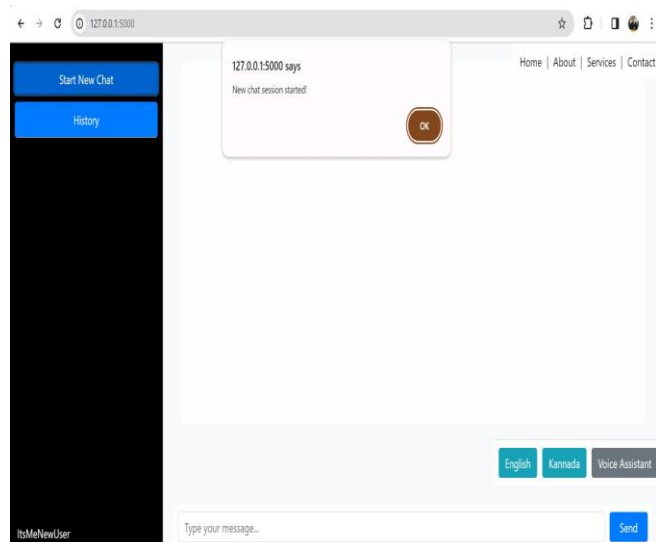 127.0.0.1:5000
Start New Chat
History
127.0.0.1:5000 says
New chat session started!
OK
Home | About | Services | Contact
English Kannada Voice Assistant
ItsMeNewUser
Type your message...
Send